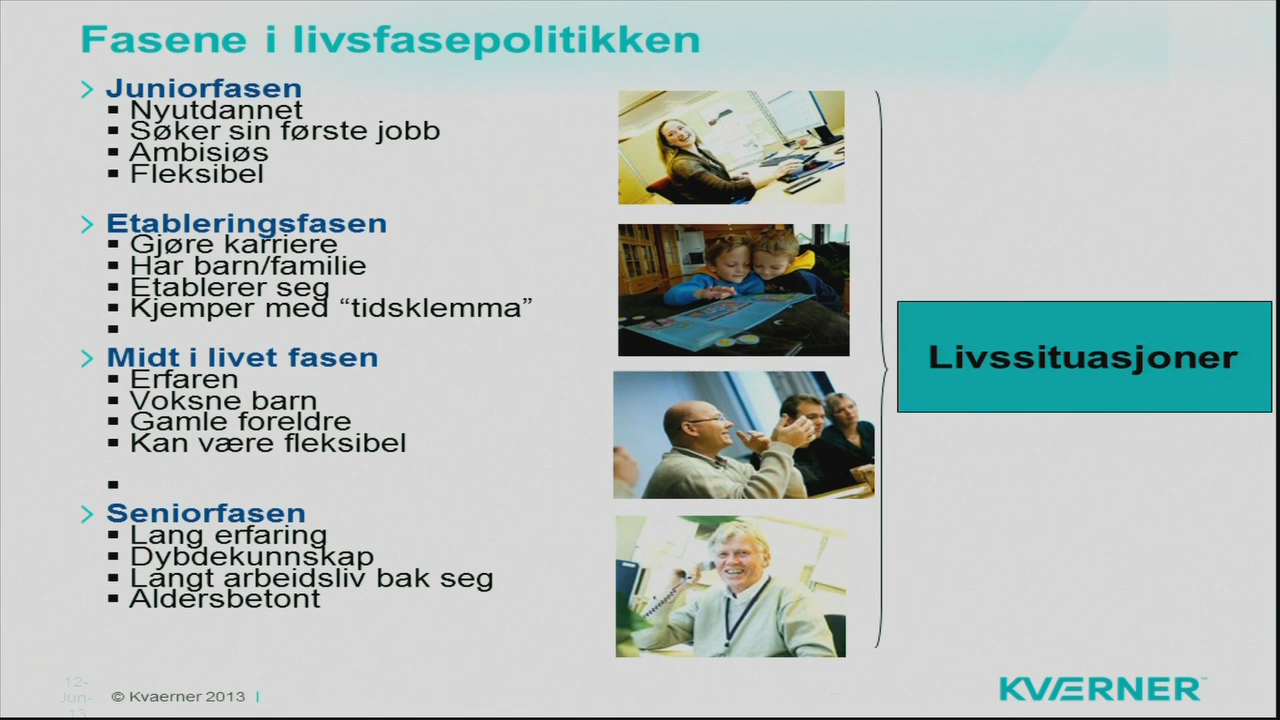 Fasene i livsfasepolitikken
Juniorfasen
Nyutdannet
Søker sin første jobb
Ambisiøs
Fleksibel
Etableringsfasen
Gjøre karriere
Har barn/familie
Etablerer seg
Kjemper med “tidsklemma”
Midt i livet fasen
Erfaren
Voksne barn
Gamle foreldre
Kan være fleksibel
Seniorfasen
Lang erfaring
Dybdekunnskap
Langt arbeidsliv bak seg
Aldersbetont
Livssituasjoner
12-
Jun-
13
© Kvaerner 2013
KVÆRNER™